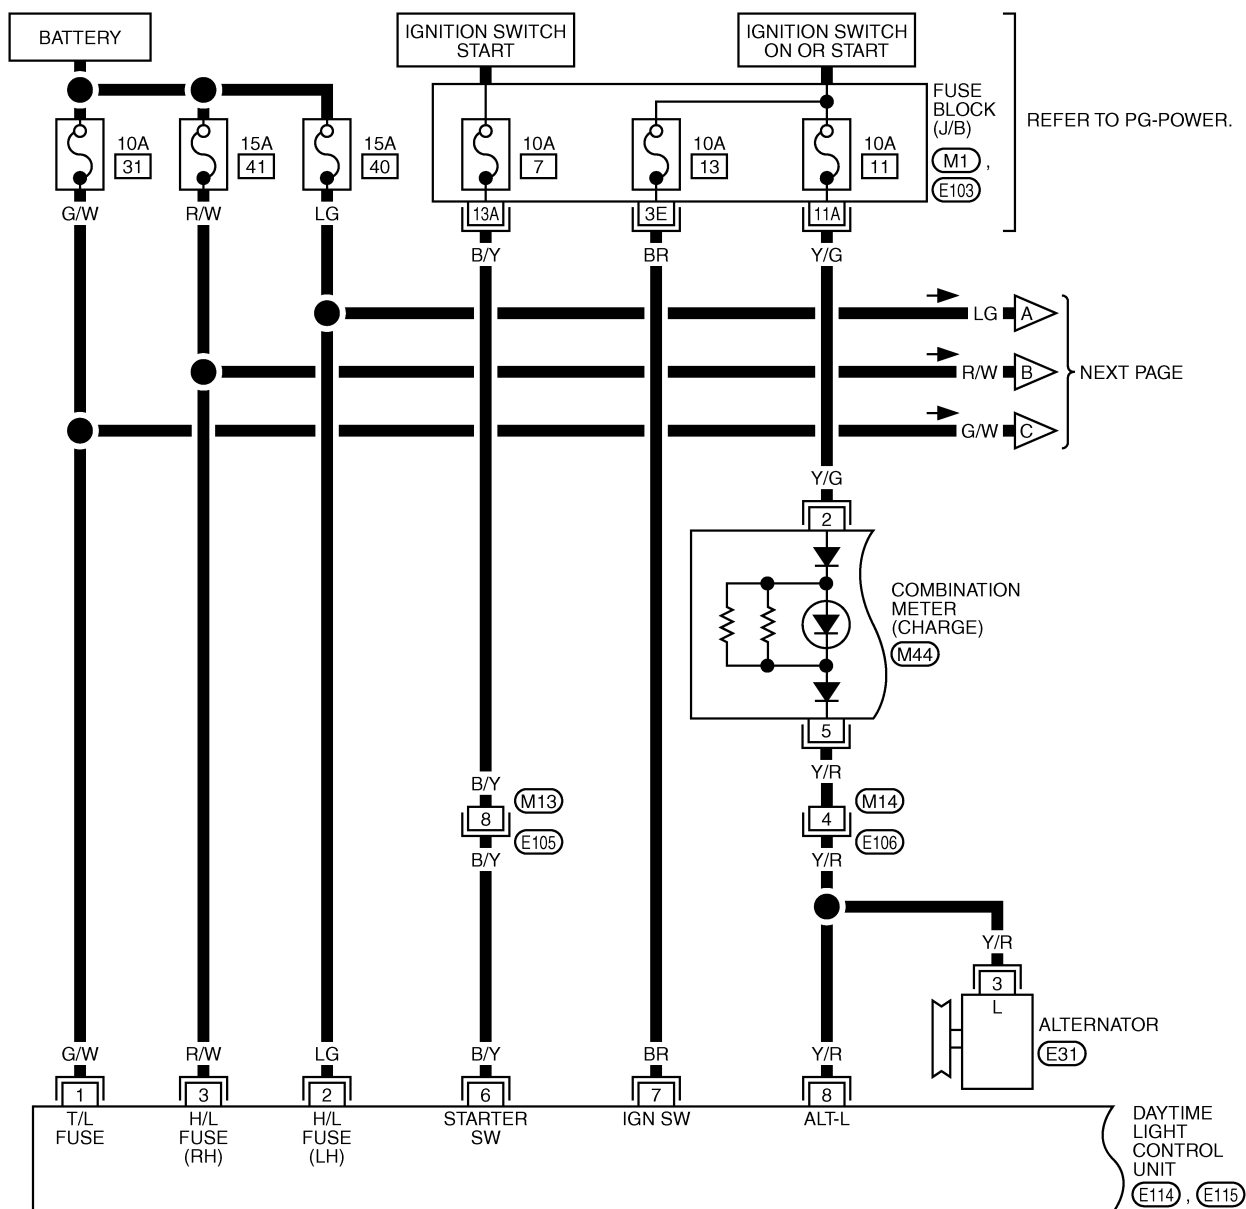 BATTERY
IGNITION SWITCH
START
IGNITION SWITCH
ON OR START
FUSE
BLOCK
(J/B)
M1 ,
E103
REFER TO PG-POWER.
10A
31
15A
41
15A
40
10A
7
10A
13
10A
11
G/W
R/W
LG
13A
3E
11A
B/Y
BR
Y/G
LG
A
R/W
B
NEXT PAGE
G/W
C
Y/G
2
COMBINATION
METER
(CHARGE)
M44
5
Y/R
B/Y
M13
8
E105
B/Y
M14
4
E106
Y/R
Y/R
3
L
ALTERNATOR
E31
G/W
R/W
LG
B/Y
BR
Y/R
1
3
2
6
7
8
T/L
FUSE
H/L
FUSE
(RH)
H/L
FUSE
(LH)
STARTER
SW
IGN SW
ALT-L
DAYTIME
LIGHT
CONTROL
UNIT
E114 , E115